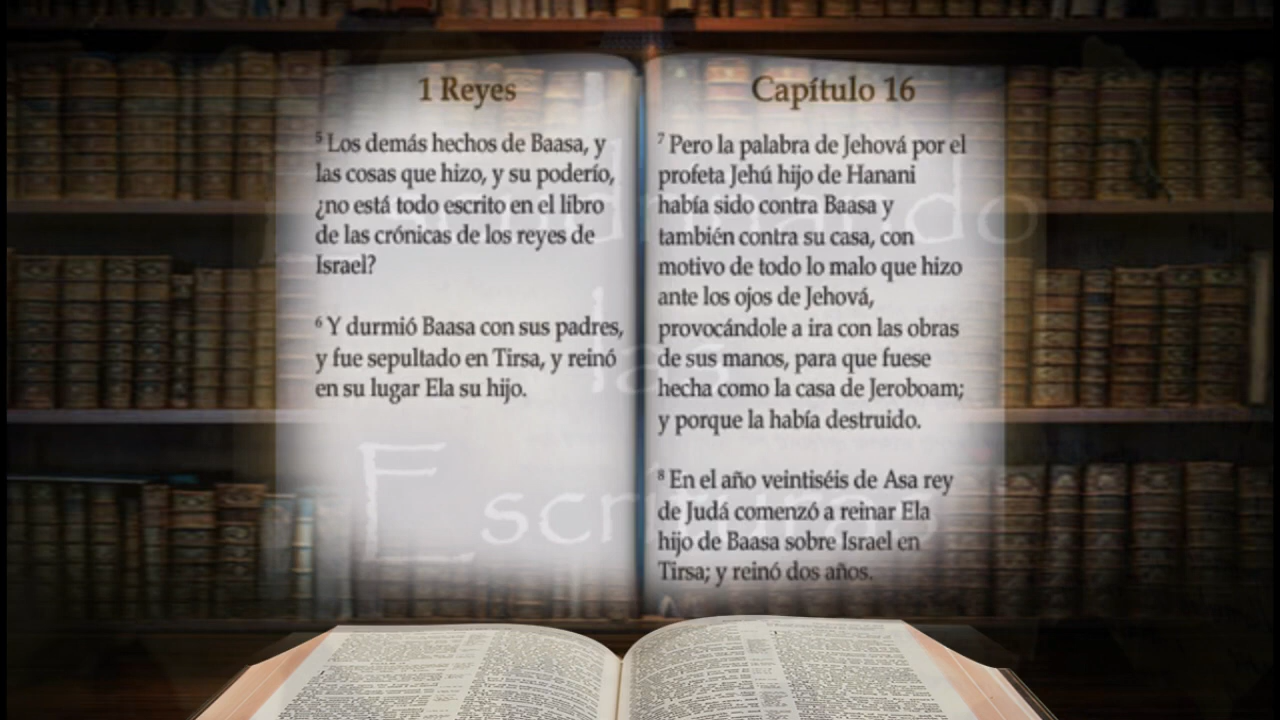 1 Reyes
5 Los demás hechos de Baasa, y
las cosas que hizo, y su poderío,
¿no está todo escrito en el libro
de las crónicas de los reyes de
Israel?
6 Y durmió Baasa con sus padres,
y fue sepultado en Tirsa, y reinó
en su lugar Ela su hijo.
Capítulo 16
7 Pero la palabra de Jehová por el
profeta Jehú hijo de Hanani
había sido contra Baasa y
también contra su casa, con
motivo de todo lo malo que hizo
ante los ojos de Jehová,
provocándole a ira con las obras
de sus manos, para que fuese
hecha como la casa de Jeroboam;
y porque la había destruido.
8 En el año veintiséis de Asa rey
de Judá comenzó a reinar Ela
hijo de Baasa sobre Israel en
Tirsa; y reinó dos años.
las
Escrituras